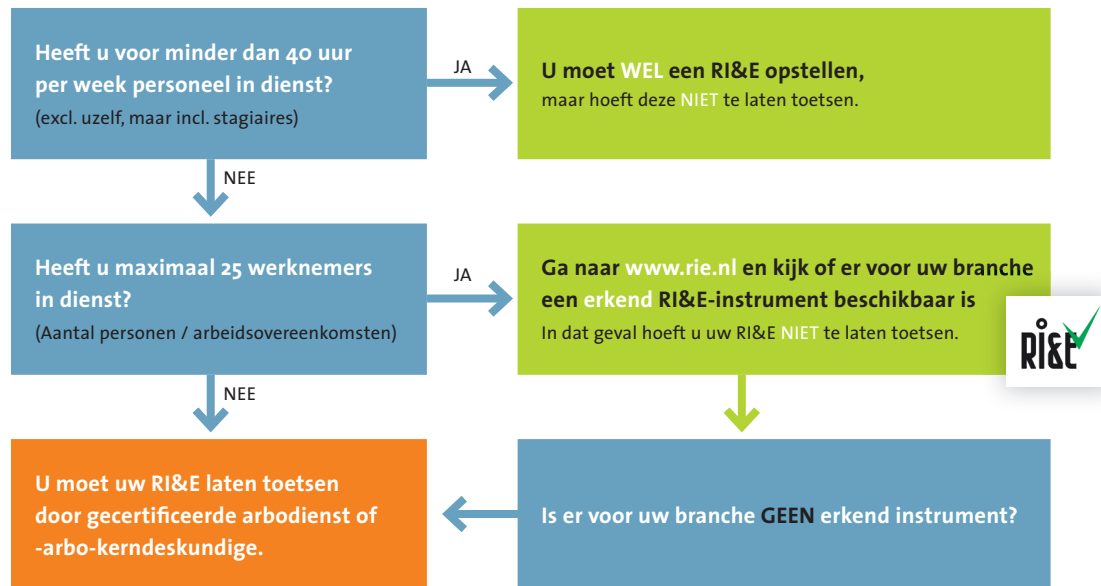 Heeft u voor minder dan 40 uur
per week personeel in dienst?
(excl. uzelf, maar incl. stagiaires)
JA
U moet WEL een RI&E opstellen,
maar hoeft deze NIET te laten toetsen.
NEE
Heeft u maximaal 25 werknemers
in dienst?
(Aantal personen / arbeidsovereenkomsten)
JA
Ga naar www.rie.nl en kijk of er voor uw branche
een erkend RI&E-instrument beschikbaar is
In dat geval hoeft u uw RI&E NIET te laten toetsen.
RI&E
NEE
U moet uw RI&E laten toetsen
door gecertificeerde arbodienst of
-arbo-kerndeskundige.
Is er voor uw branche GEEN erkend instrument?